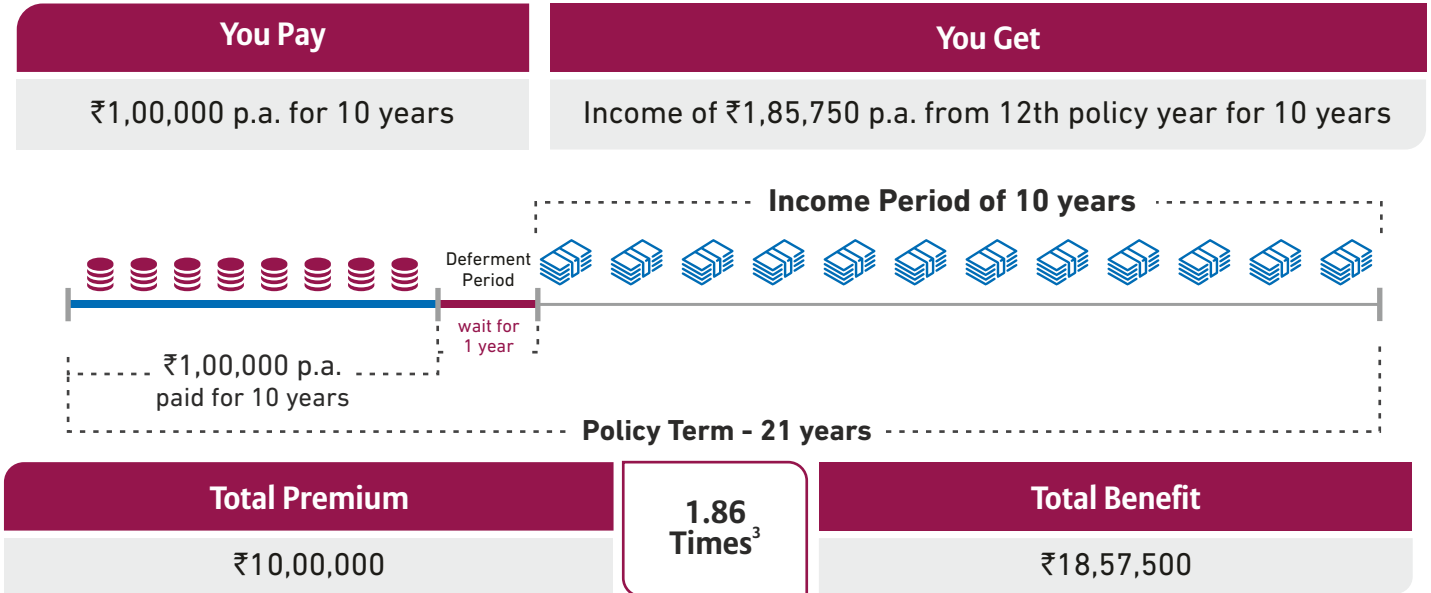 You Pay
You Get
₹1,00,000 p.a. for 10 years
Income of ₹1,85,750 p.a. from 12th policy year for 10 years
Income Period of 10 years
Deferment
Period
wait for
1 year
₹1,00,000 p.a.
paid for 10 years
Policy Term - 21 years
Total Premium
1.86
Times³
Total Benefit
₹10,00,000
₹18,57,500